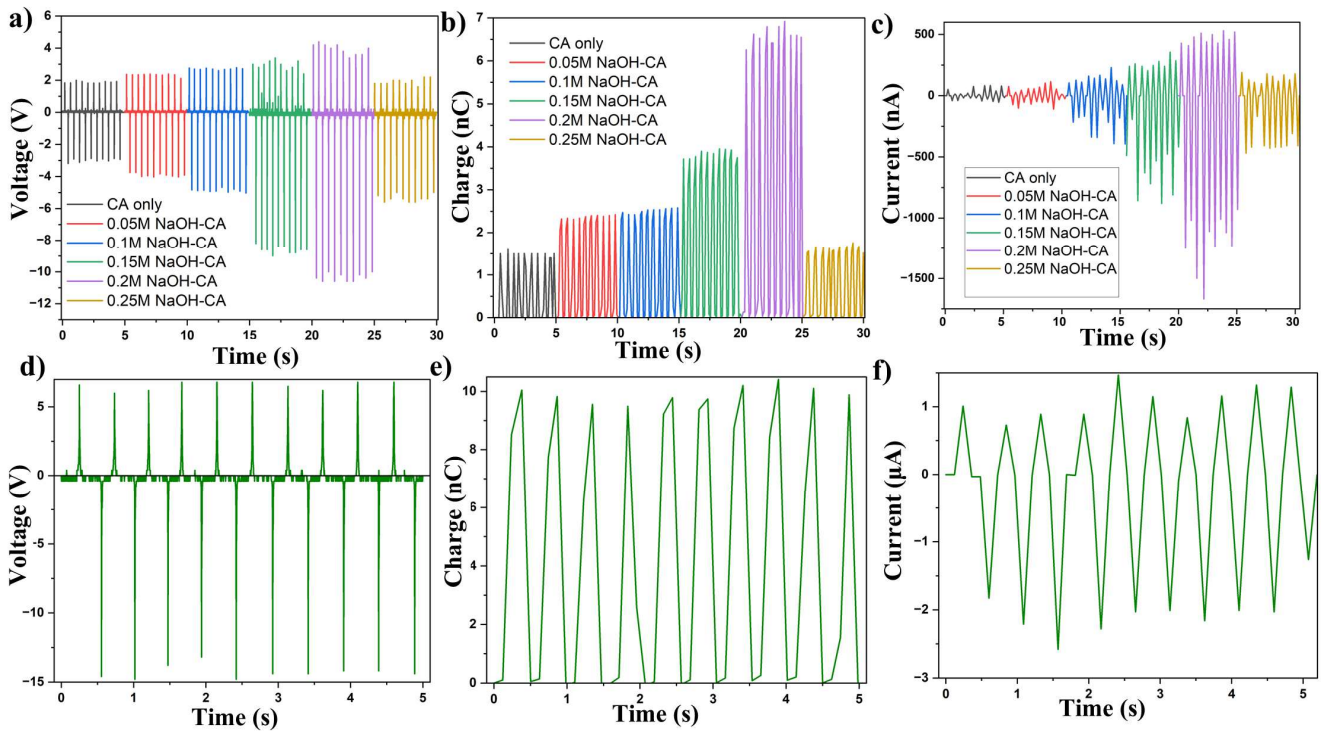 a)
Voltage (V)
6
4
2
0
−2
−4
−6
−8
−10
−12
CA only
0.05M NaOH-CA
0.1M NaOH-CA
0.15M NaOH-CA
0.2M NaOH-CA
0.25M NaOH-CA
0 5 10 15 20 25 30
Time (s)
b)
Charge (nC)
7
6
5
4
3
2
1
0
CA only
0.05M NaOH-CA
0.1M NaOH-CA
0.15M NaOH-CA
0.2M NaOH-CA
0.25M NaOH-CA
0 5 10 15 20 25 30
Time (s)
c)
Current (nA)
500
0
−500
−1000
−1500
CA only
0.05M NaOH-CA
0.1M NaOH-CA
0.15M NaOH-CA
0.2M NaOH-CA
0.25M NaOH-CA
0 5 10 15 20 25 30
Time (s)
d)
Voltage (V)
5
0
−5
−10
−15
0 1 2 3 4 5
Time (s)
e)
Charge (nC)
10
8
6
4
2
0
0 1 2 3 4 5
Time (s)
f)
Current (µA)
1
0
−1
−2
−3
0 1 2 3 4 5
Time (s)